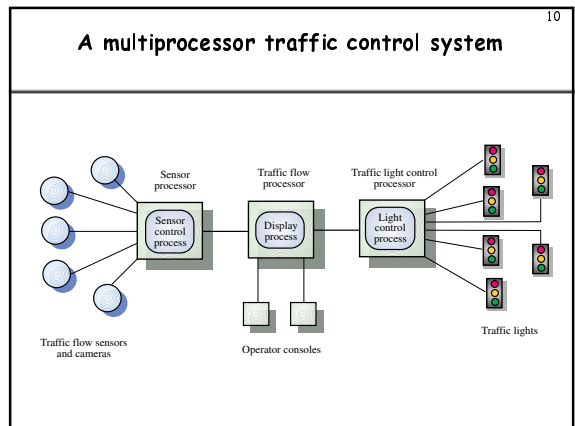 10
A multiprocessor traffic control system
Sensor
processor
Traffic flow
processor
Traffic light control
processor
Sensor
control
process
Display
process
Light
control
process
Traffic flow sensors
and cameras
Operator consoles
Traffic lights